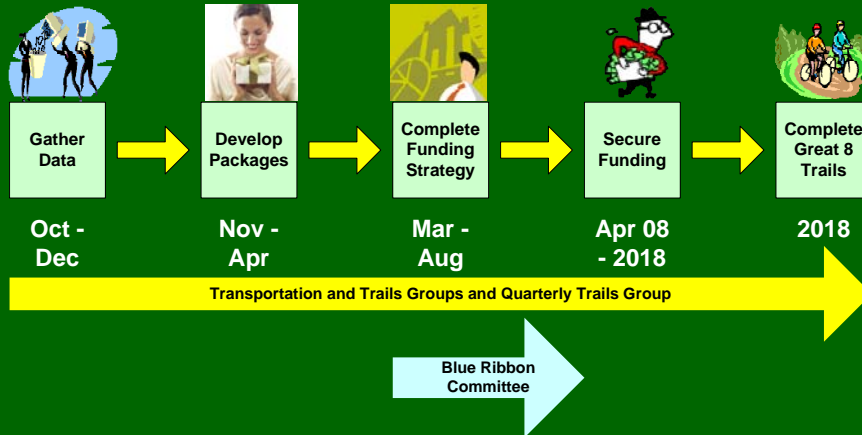 Gather
Data
Develop
Packages
Complete
Funding
Strategy
Secure
Funding
Complete
Great 8
Trails
Oct -
Dec
Nov -
Apr
Mar -
Aug
Apr 08
- 2018
2018
Transportation and Trails Groups and Quarterly Trails Group
Blue Ribbon
Committee